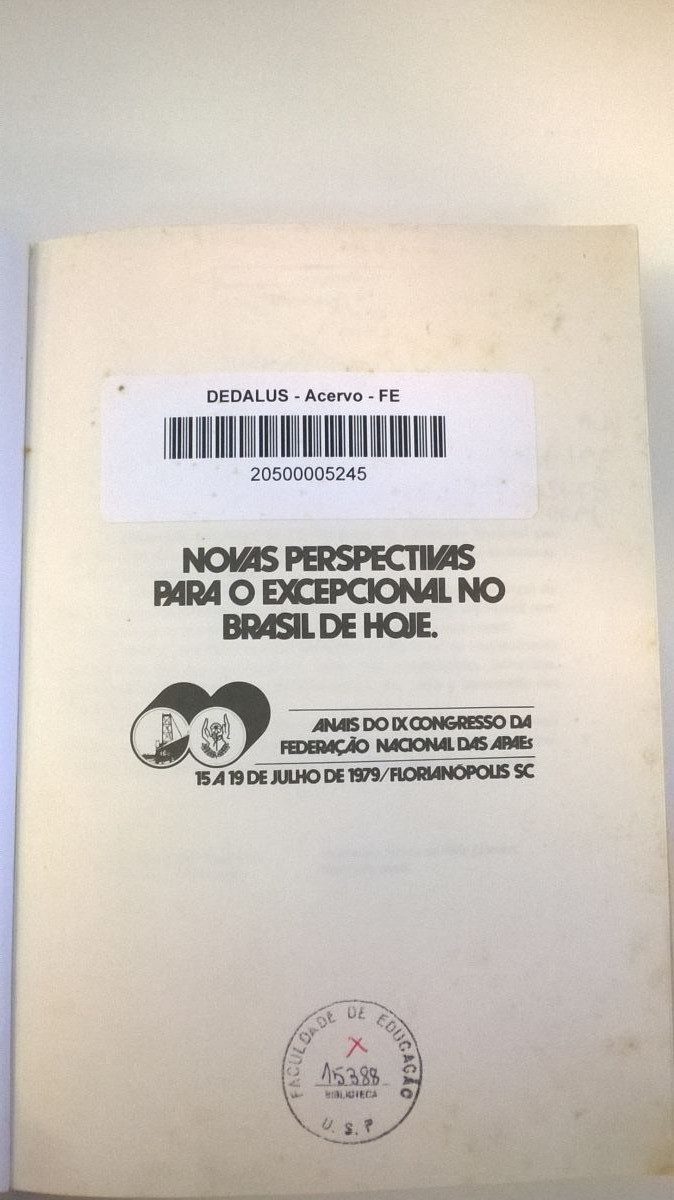 DEDALUS - Acervo - FE
20500005245
NOVAS PERSPECTIVAS
PARA O EXCEPCIONAL NO
BRASIL DE HOJE.
ANAIS DO IX CONGRESSO DA
FEDERAÇÃO NACIONAL DAS APAEs
15 A 19 DE JULHO DE 1979/FLORIANÓPOLIS SC
FACULDADE DE EDUCAÇÃO
X
15388
BIBLIOTECA
U. S. P